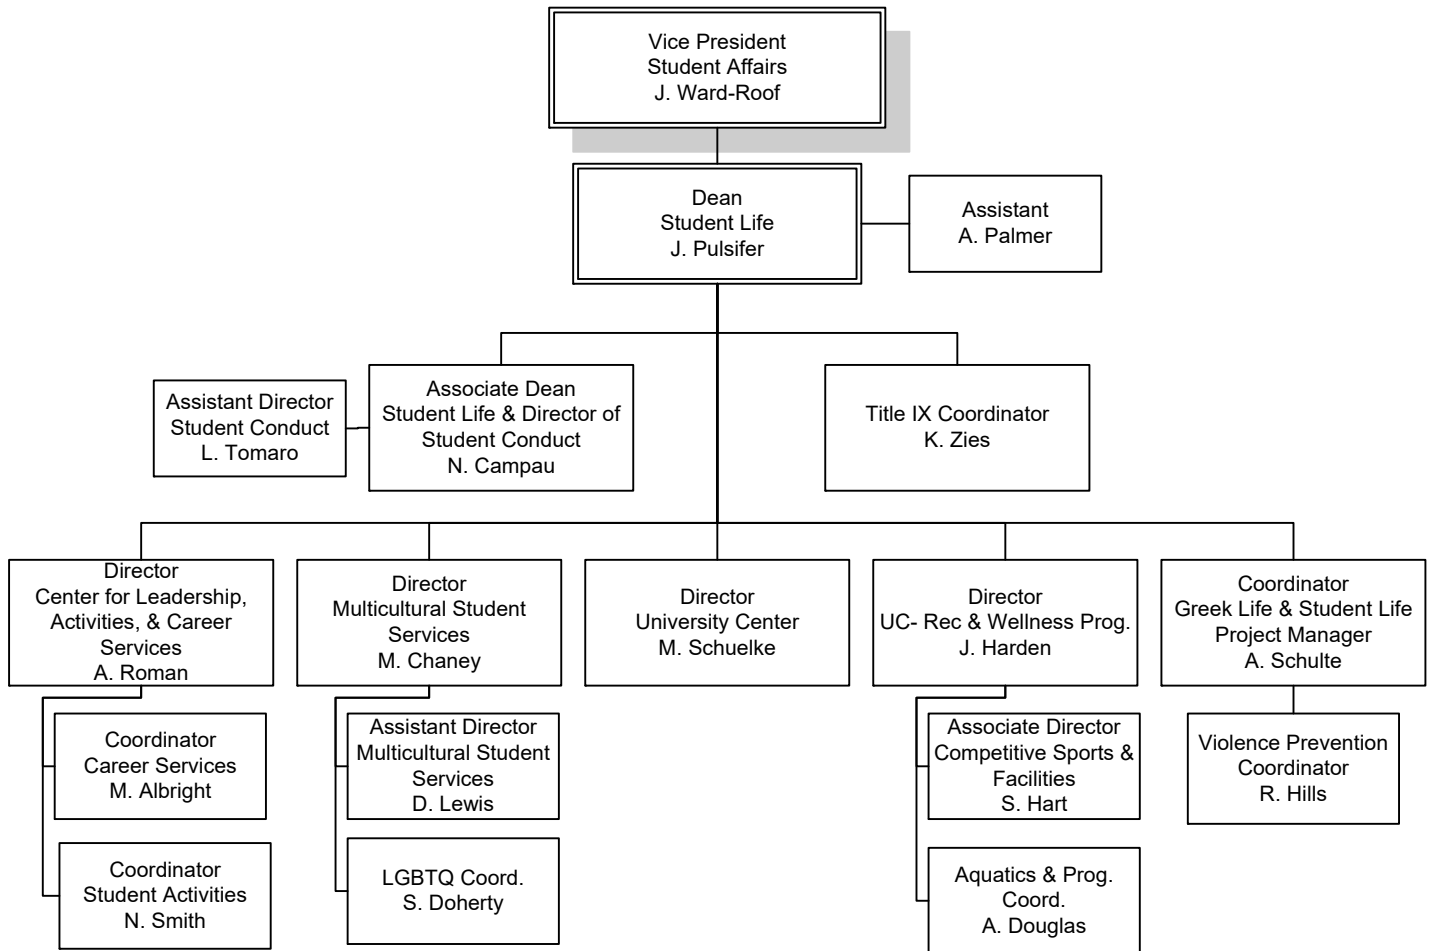 Vice President
Student Affairs
J. Ward-Roof
Dean
Student Life
J. Pulsifer
Assistant
A. Palmer
Assistant Director
Student Conduct
L. Tomaro
Associate Dean
Student Life & Director of
Student Conduct
N. Campau
Title IX Coordinator
K. Zies
Director
Center for Leadership,
Activities, & Career
Services
A. Roman
Director
Multicultural Student
Services
M. Chaney
Director
University Center
M. Schuelke
Director
UC- Rec & Wellness Prog.
J. Harden
Coordinator
Greek Life & Student Life
Project Manager
A. Schulte
Coordinator
Career Services
M. Albright
Assistant Director
Multicultural Student
Services
D. Lewis
Associate Director
Competitive Sports &
Facilities
S. Hart
Violence Prevention
Coordinator
R. Hills
Coordinator
Student Activities
N. Smith
LGBTQ Coord.
S. Doherty
Aquatics & Prog.
Coord.
A. Douglas